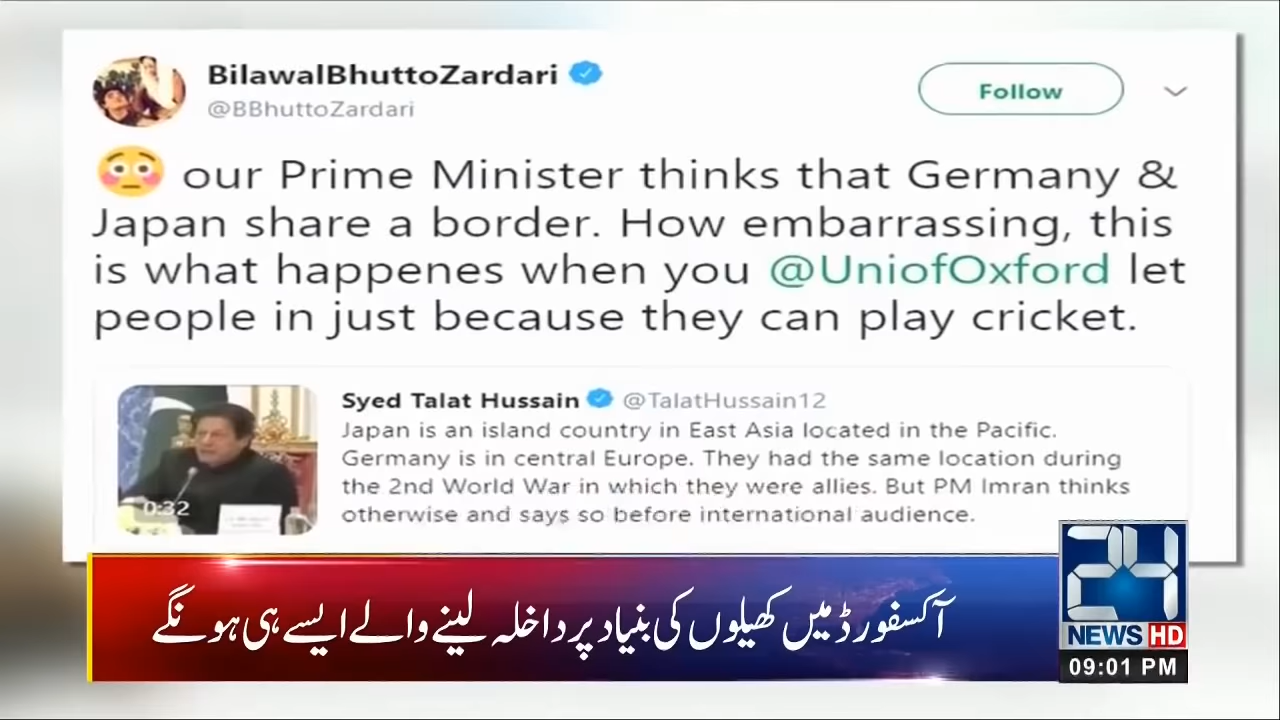 BilawalBhuttoZardari
@BBhuttoZardari
Follow
😳 our Prime Minister thinks that Germany &
Japan share a border. How embarrassing, this
is what happenes when you @UniofOxford let
people in just because they can play cricket.
Syed Talat Hussain @TalatHussain12
Japan is an island country in East Asia located in the Pacific.
Germany is in central Europe. They had the same location during
the 2nd World War in which they were allies. But PM Imran thinks
otherwise and says so before international audience.
0:32
آکسفورڈ میں کھیلوں کی بنیاد پر داخلہ لینے والے ایسے ہی ہونگے
24
NEWS HD
09:01 PM